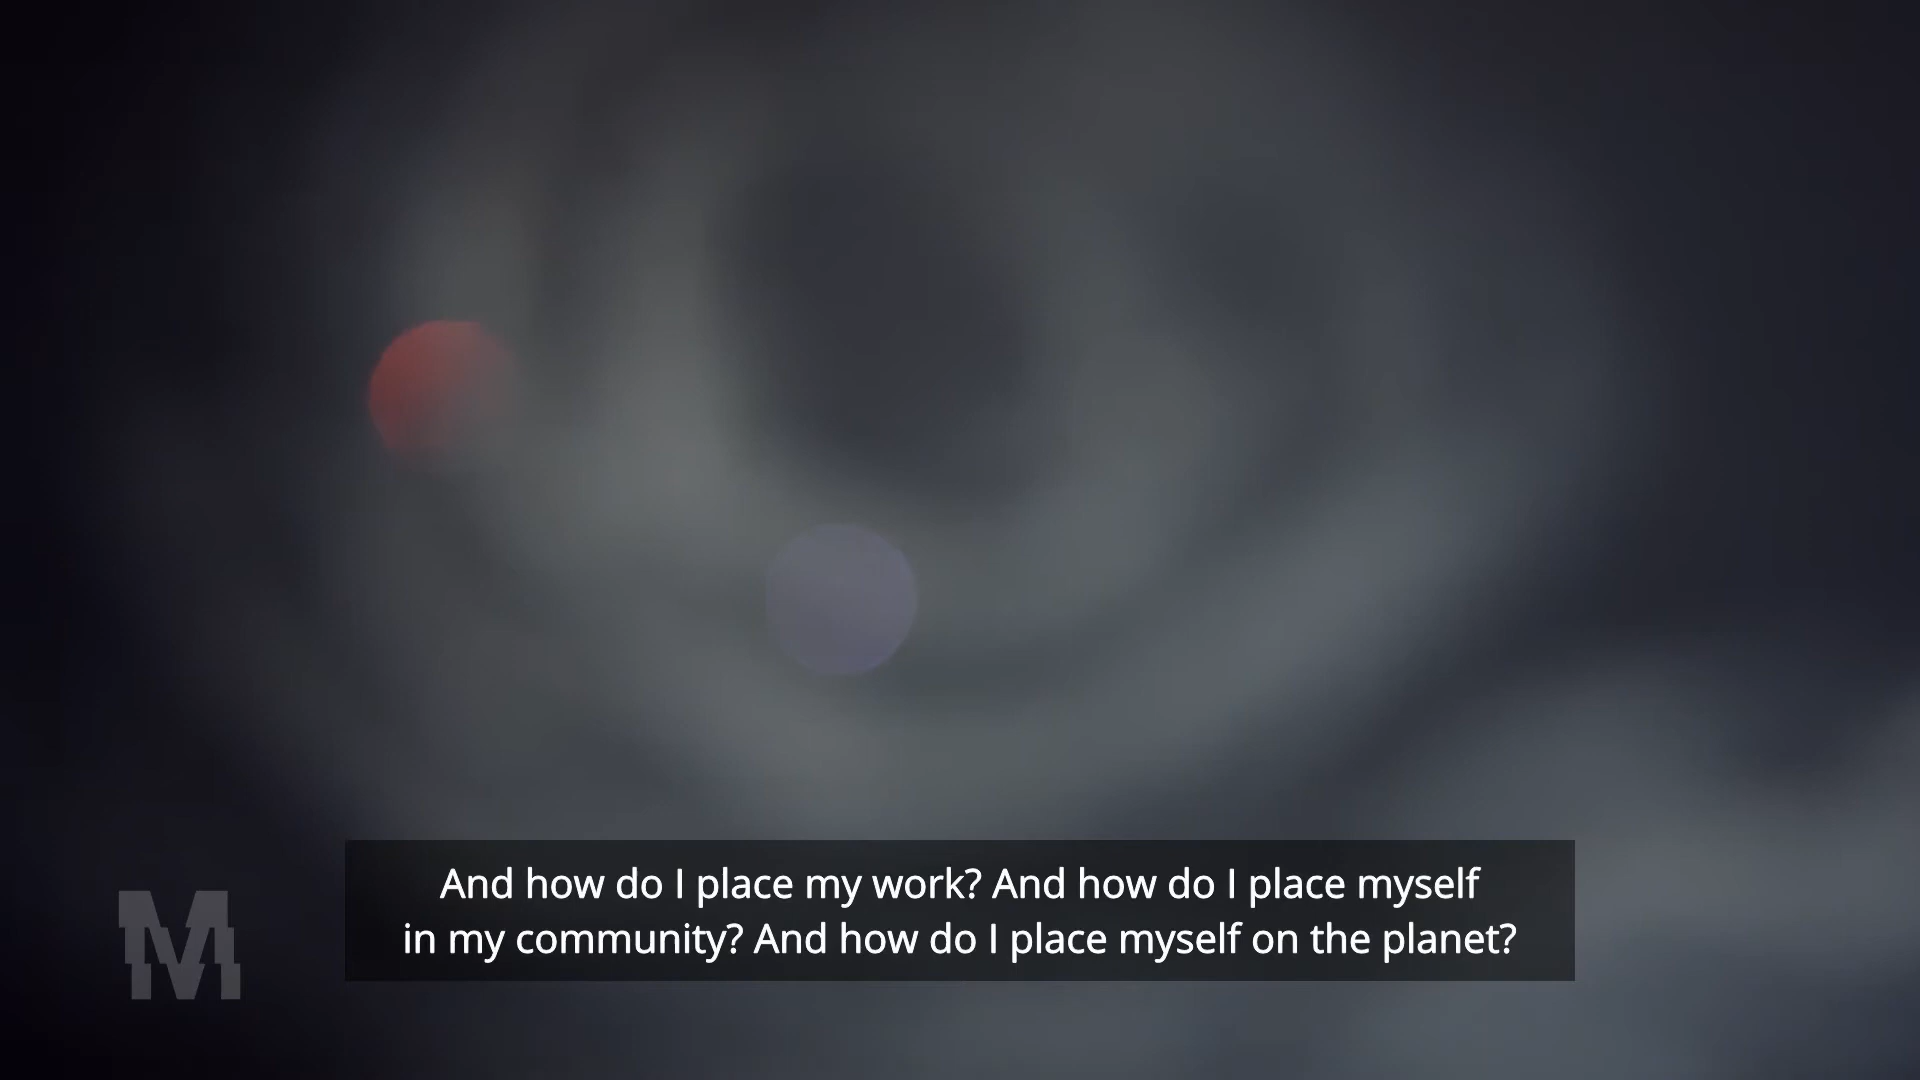 And how do I place my work? And how do I place myself
in my community? And how do I place myself on the planet?
M